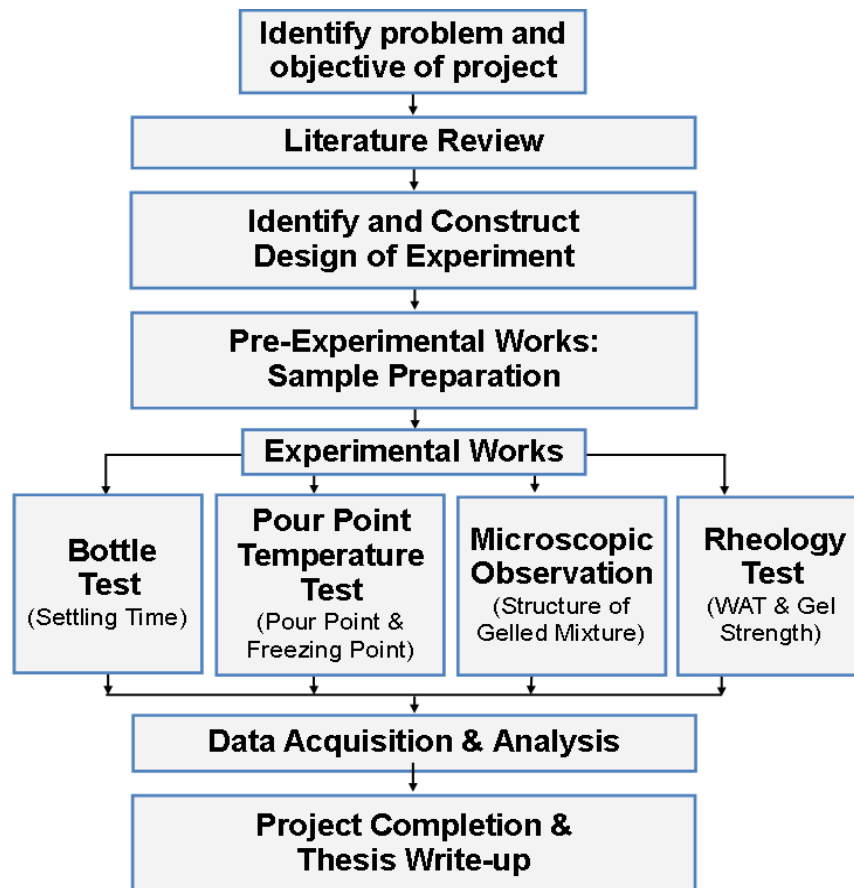 Identify problem and
objective of project
Literature Review
Identify and Construct
Design of Experiment
Pre-Experimental Works:
Sample Preparation
Experimental Works
Bottle
Test
(Settling Time)
Pour Point
Temperature
Test
(Pour Point &
Freezing Point)
Microscopic
Observation
(Structure of
Gelled Mixture)
Rheology
Test
(WAT & Gel
Strength)
Data Acquisition & Analysis
Project Completion &
Thesis Write-up